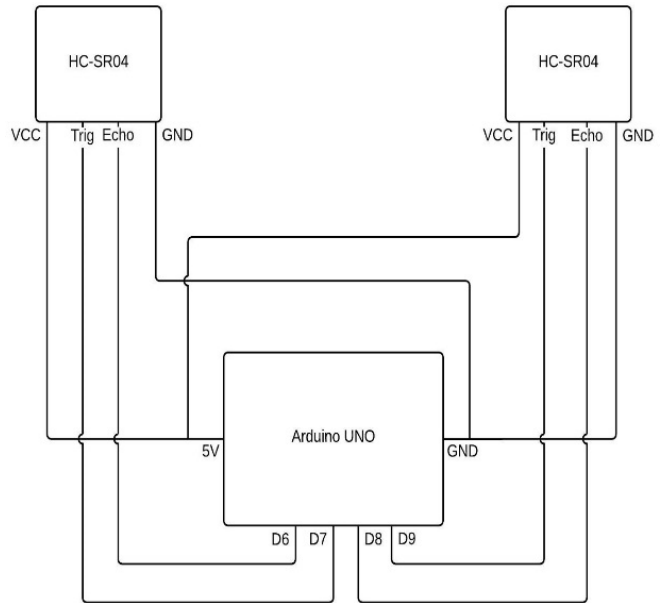 HC-SR04
HC-SR04
VCC Trig Echo GND
VCC Trig Echo GND
Arduino UNO
5V
GND
D6 D7 D8 D9